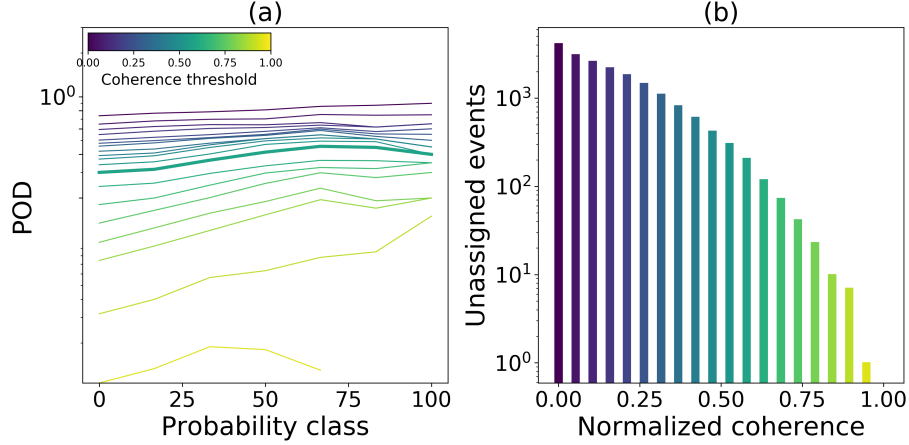 (a)
0.00 0.25 0.50 0.75 1.00
Coherence threshold
10⁰
POD
0 25 50 75 100
Probability class
(b)
10³
10²
10¹
10⁰
Unassigned events
0.00 0.25 0.50 0.75 1.00
Normalized coherence